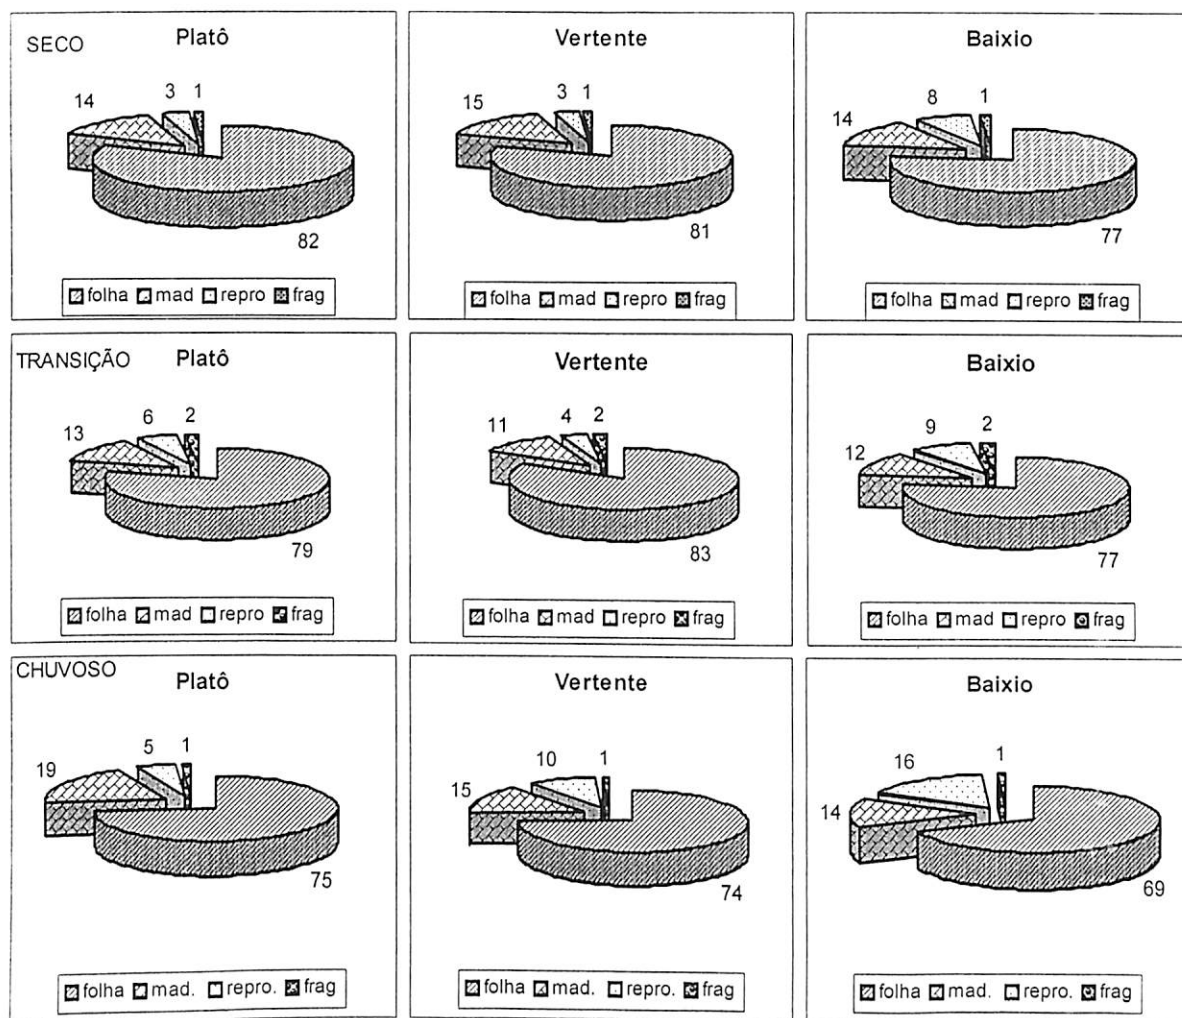 SECO
Platô
14 3 1
82
folha mad repro frag
Vertente
15 3 1
81
folha mad repro frag
Baixio
14 8 1
77
folha mad repro frag
TRANSIÇÃO
Platô
13 6 2
79
folha mad repro frag
Vertente
11 4 2
83
folha mad repro frag
Baixio
12 9 2
77
folha mad repro frag
CHUVOSO
Platô
19 5 1
75
folha mad. repro. frag
Vertente
15 10 1
74
folha mad. repro. frag
Baixio
14 16 1
69
folha mad. repro. frag